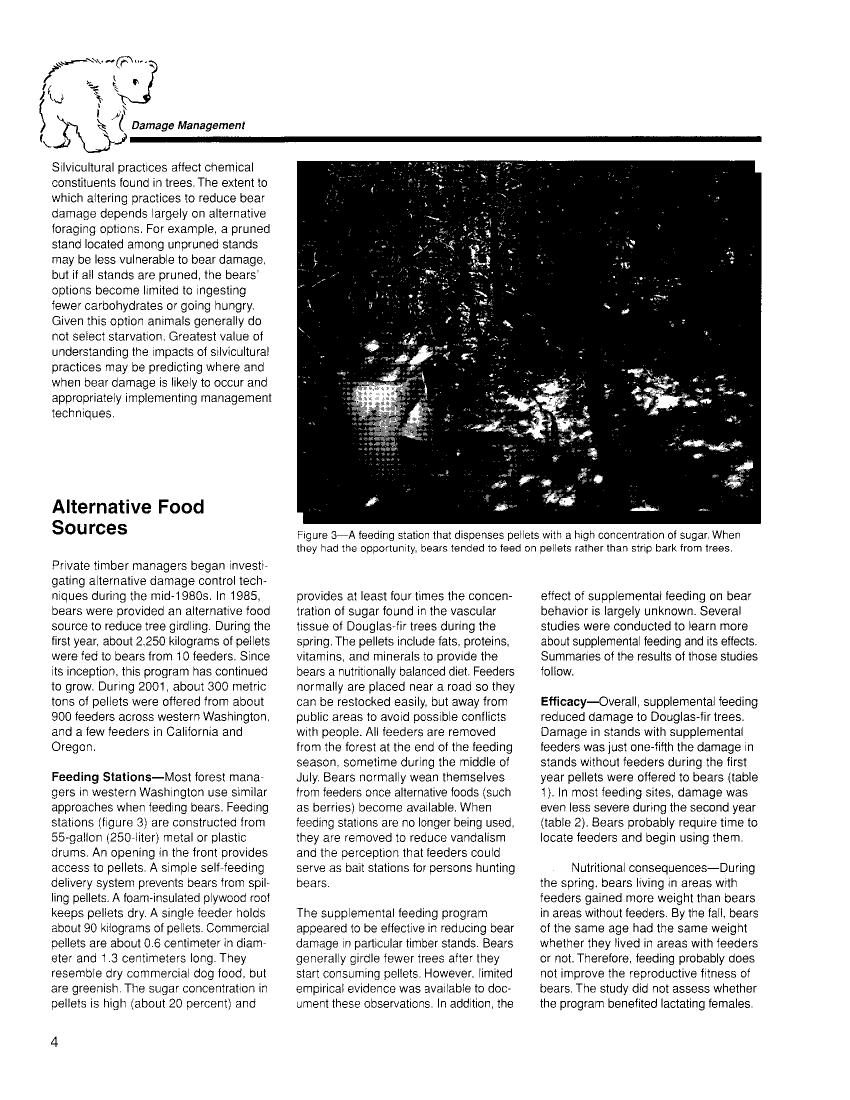 Damage Management
Silvicultural practices affect chemical
constituents found in trees. The extent to
which altering practices to reduce bear
damage depends largely on alternative
foraging options. For example, a pruned
stand located among unpruned stands
may be less vulnerable to bear damage,
but if all stands are pruned, the bears'
options become limited to ingesting
fewer carbohydrates or going hungry.
Given this option animals generally do
not select starvation. Greatest value of
understanding the impacts of silvicultural
practices may be predicting where and
when bear damage is likely to occur and
appropriately implementing management
techniques.
Alternative Food
Sources
Private timber managers began investi-
gating alternative damage control tech-
niques during the mid-1980s. In 1985,
bears were provided an alternative food
source to reduce tree girdling. During the
first year, about 2,250 kilograms of pellets
were fed to bears from 10 feeders. Since
its inception, this program has continued
to grow. During 2001, about 300 metric
tons of pellets were offered from about
900 feeders across western Washington,
and a few feeders in California and
Oregon.
Feeding Stations—Most forest mana-
gers in western Washington use similar
approaches when feeding bears. Feeding
stations (figure 3) are constructed from
55-gallon (250-liter) metal or plastic
drums. An opening in the front provides
access to pellets. A simple self-feeding
delivery system prevents bears from spil-
ling pellets. A foam-insulated plywood roof
keeps pellets dry. A single feeder holds
about 90 kilograms of pellets. Commercial
pellets are about 0.6 centimeter in diam-
eter and 1.3 centimeters long. They
resemble dry commercial dog food, but
are greenish. The sugar concentration in
pellets is high (about 20 percent) and
Figure 3—A feeding station that dispenses pellets with a high concentration of sugar. When
they had the opportunity, bears tended to feed on pellets rather than strip bark from trees.
provides at least four times the concen-
tration of sugar found in the vascular
tissue of Douglas-fir trees during the
spring. The pellets include fats, proteins,
vitamins, and minerals to provide the
bears a nutritionally balanced diet. Feeders
normally are placed near a road so they
can be restocked easily, but away from
public areas to avoid possible conflicts
with people. All feeders are removed
from the forest at the end of the feeding
season, sometime during the middle of
July. Bears normally wean themselves
from feeders once alternative foods (such
as berries) become available. When
feeding stations are no longer being used,
they are removed to reduce vandalism
and the perception that feeders could
serve as bait stations for persons hunting
bears.
The supplemental feeding program
appeared to be effective in reducing bear
damage in particular timber stands. Bears
generally girdle fewer trees after they
start consuming pellets. However, limited
empirical evidence was available to doc-
ument these observations. In addition, the
effect of supplemental feeding on bear
behavior is largely unknown. Several
studies were conducted to learn more
about supplemental feeding and its effects.
Summaries of the results of those studies
follow.
Efficacy—Overall, supplemental feeding
reduced damage to Douglas-fir trees.
Damage in stands with supplemental
feeders was just one-fifth the damage in
stands without feeders during the first
year pellets were offered to bears (table
1). In most feeding sites, damage was
even less severe during the second year
(table 2). Bears probably require time to
locate feeders and begin using them.
Nutritional consequences—During
the spring, bears living in areas with
feeders gained more weight than bears
in areas without feeders. By the fall, bears
of the same age had the same weight
whether they lived in areas with feeders
or not. Therefore, feeding probably does
not improve the reproductive fitness of
bears. The study did not assess whether
the program benefited lactating females.
4